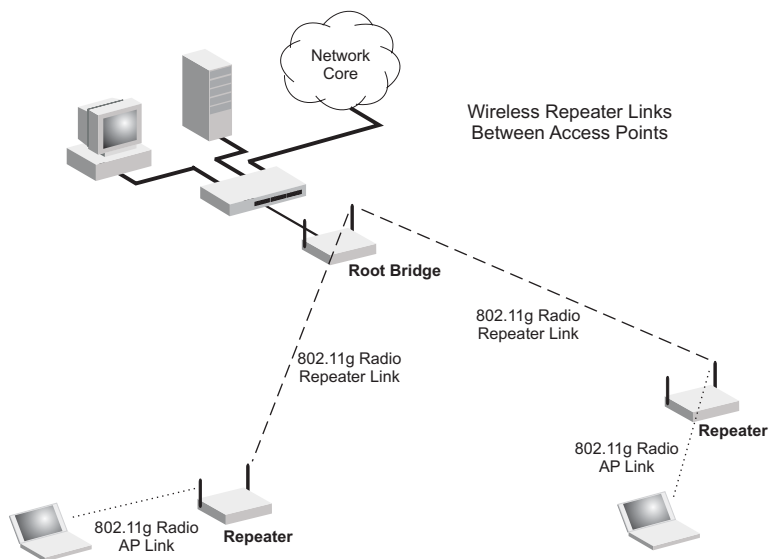 Network
Core
Wireless Repeater Links
Between Access Points
Root Bridge
802.11g Radio
Repeater Link
802.11g Radio
Repeater Link
Repeater
802.11g Radio
AP Link
802.11g Radio
AP Link
Repeater